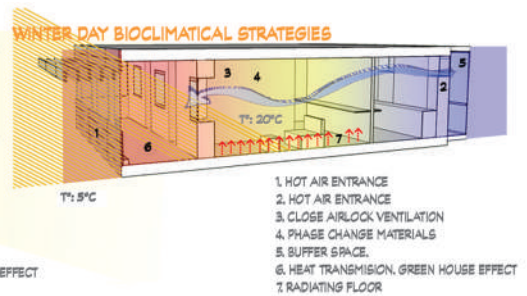 WINTER DAY BIOCLIMATICAL STRATEGIES
5
3
4
2
T°: 20°C
1
6
7
T°: 5°C
1. HOT AIR ENTRANCE
2. HOT AIR ENTRANCE
3. CLOSE AIRLOCK VENTILATION
4. PHASE CHANGE MATERIALS
5. BUFFER SPACE.
6. HEAT TRANSMISION. GREEN HOUSE EFFECT
7. RADIATING FLOOR
EFFECT